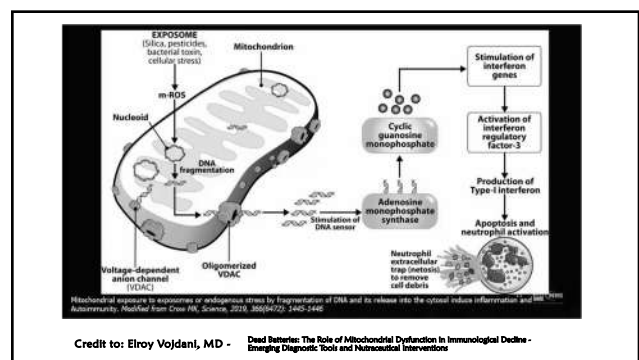 EXPOSOME
(Silica, pesticides,
bacterial toxin,
cellular stress)
Mitochondrion
m-ROS
Nucleoid
DNA
fragmentation
Voltage-dependent
anion channel
(VDAC)
Oligomerized
VDAC
Stimulation of
DNA sensor
Adenosine
monophosphate
synthase
Cyclic
guanosine
monophosphate
Stimulation of
interferon
genes
Activation of
interferon
regulatory
factor-3
Production of
Type-I interferon
Apoptosis and
neutrophil activation
Neutrophil
extracellular
trap (netosis)
to remove
cell debris
Mitochondrial exposure to exposomes or endogenous stress by fragmentation of DNA and its release into the cytosol induce inflammation and
Autoimmunity. Modified from Crow MK, Science, 2019, 366(6472): 1445-1446
Credit to: Elroy Vojdani, MD -
Dead Batteries: The Role of Mitochondrial Dysfunction in Immunological Decline -
Emerging Diagnostic Tools and Nutraceutical Interventions